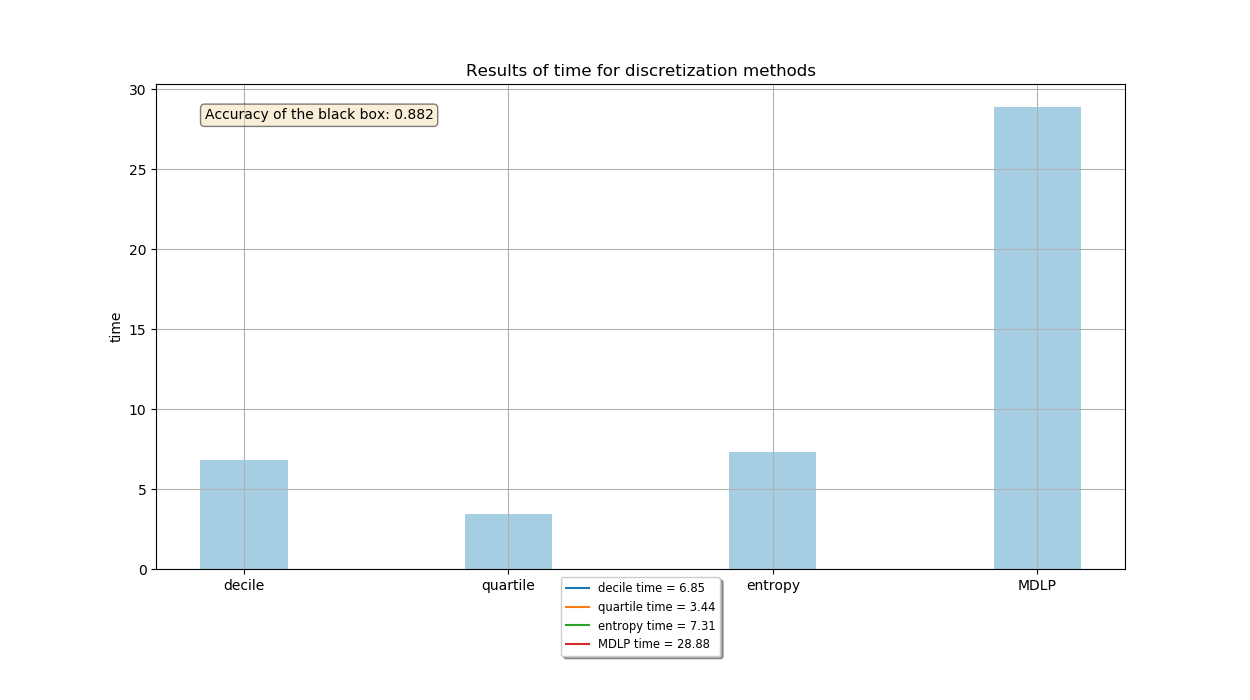 Results of time for discretization methods
Accuracy of the black box: 0.882
30
25
20
15
10
5
0
time
decile
quartile
entropy
MDLP
decile time = 6.85
quartile time = 3.44
entropy time = 7.31
MDLP time = 28.88